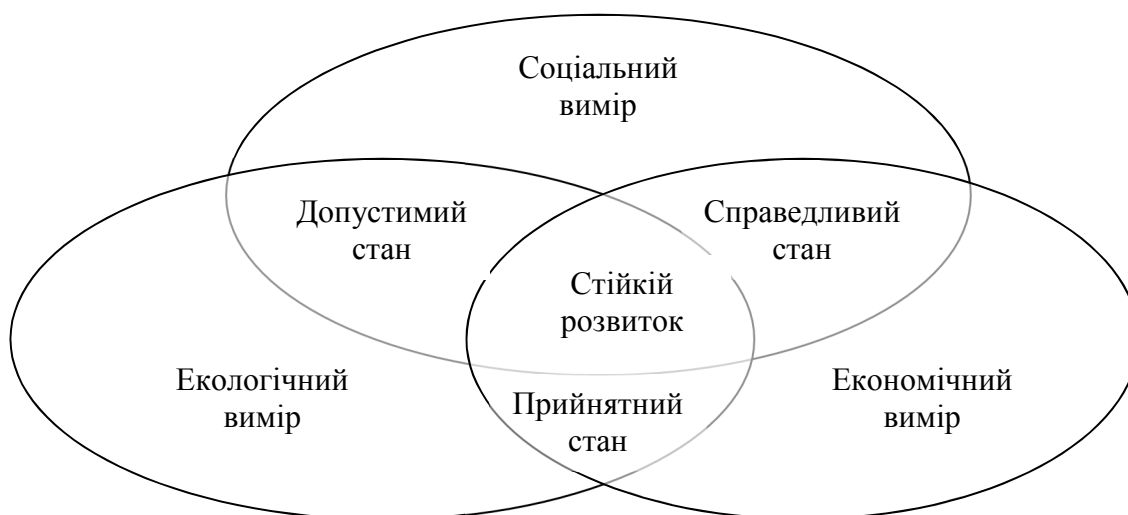 Соціальний
вимір
Допустимий
стан
Справедливий
стан
Стійкій
розвиток
Екологічний
вимір
Прийнятний
стан
Економічний
вимір